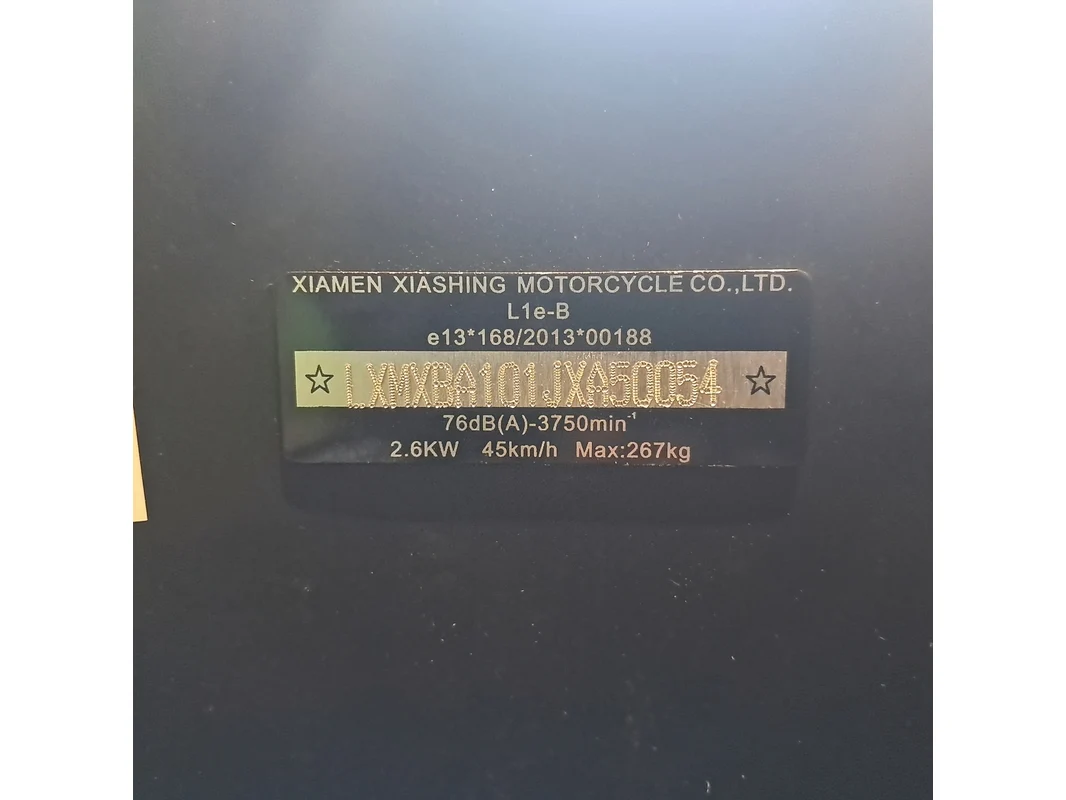 XIAMEN XIASHING MOTORCYCLE CO.,LTD.
L1e-B
e13*168/2013*00188
☆ LXMXBA101JXA50054 ☆
76dB(A)-3750min⁻¹
2.6KW 45km/h Max:267kg